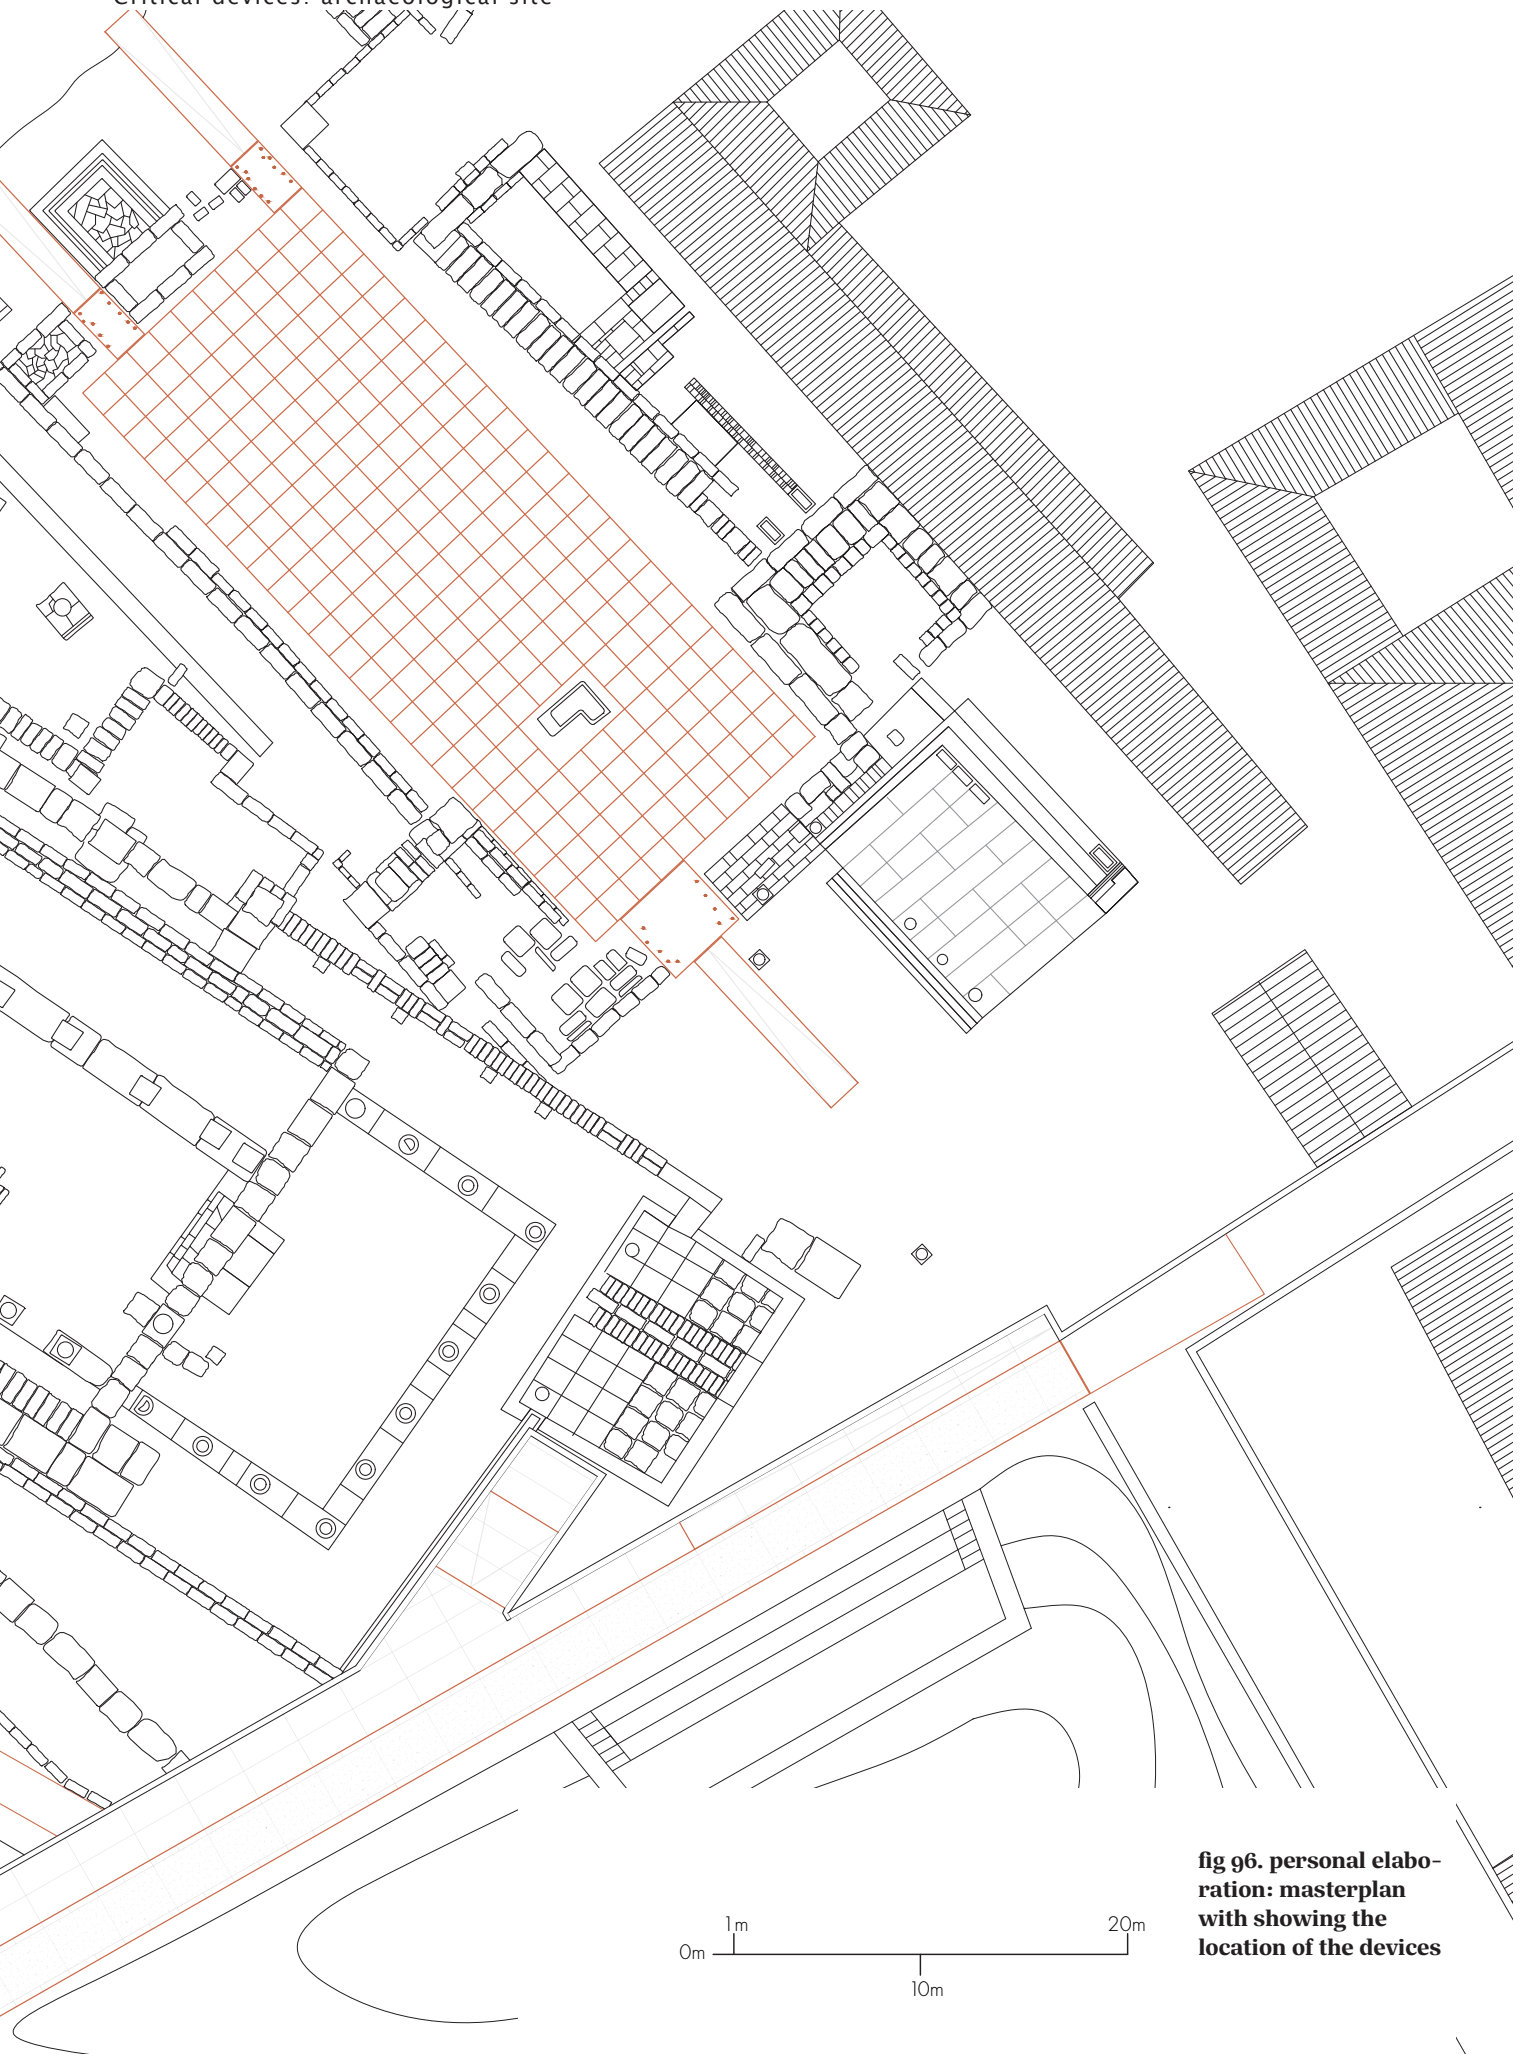 Critical devices: archaeological site
1m
20m
0m
10m
fig 96. personal elabo-
ration: masterplan
with showing the
location of the devices